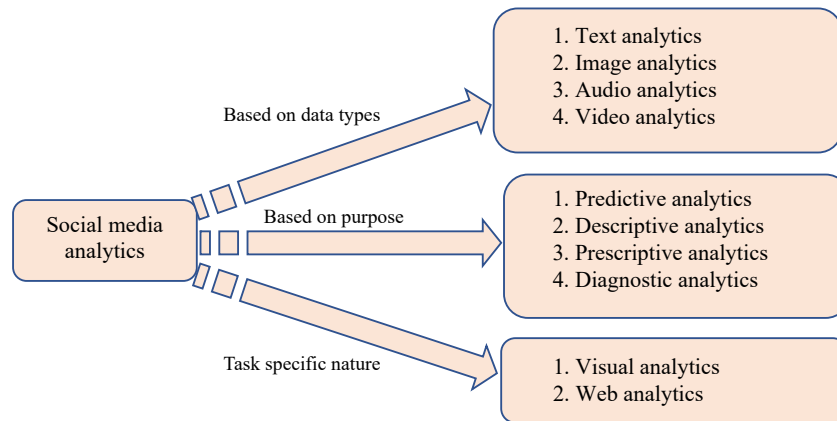 Social media
analytics
Based on data types
1. Text analytics
2. Image analytics
3. Audio analytics
4. Video analytics
Based on purpose
1. Predictive analytics
2. Descriptive analytics
3. Prescriptive analytics
4. Diagnostic analytics
Task specific nature
1. Visual analytics
2. Web analytics